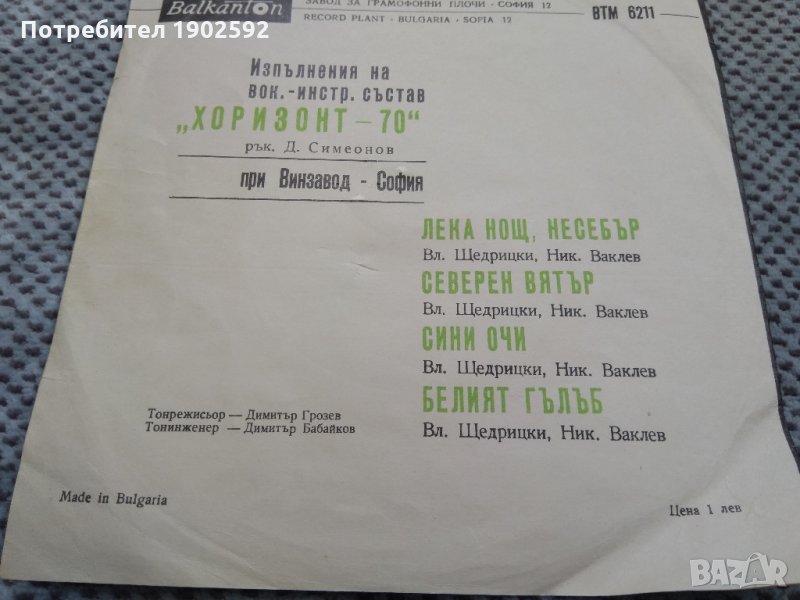 Balkanton
ЗАВОД ЗА ГРАМОФОННИ ПЛОЧИ · СОФИЯ 12
RECORD PLANT · BULGARIA · SOFIA 12
ВТМ 6211
Потребител 1902592
Изпълнения на
вок.-инстр. състав
„ХОРИЗОНТ – 70“
рък. Д. Симеонов
при Винзавод - София
ЛЕКА НОЩ, НЕСЕБЪР
Вл. Щедрицки, Ник. Ваклев
СЕВЕРЕН ВЯТЪР
Вл. Щедрицки, Ник. Ваклев
СИНИ ОЧИ
Вл. Щедрицки, Ник. Ваклев
БЕЛИЯТ ГЪЛЪБ
Вл. Щедрицки, Ник. Ваклев
Тонрежисьор — Димитър Грозев
Тонинженер — Димитър Бабайков
Made in Bulgaria
Цена 1 лев
BAZAR